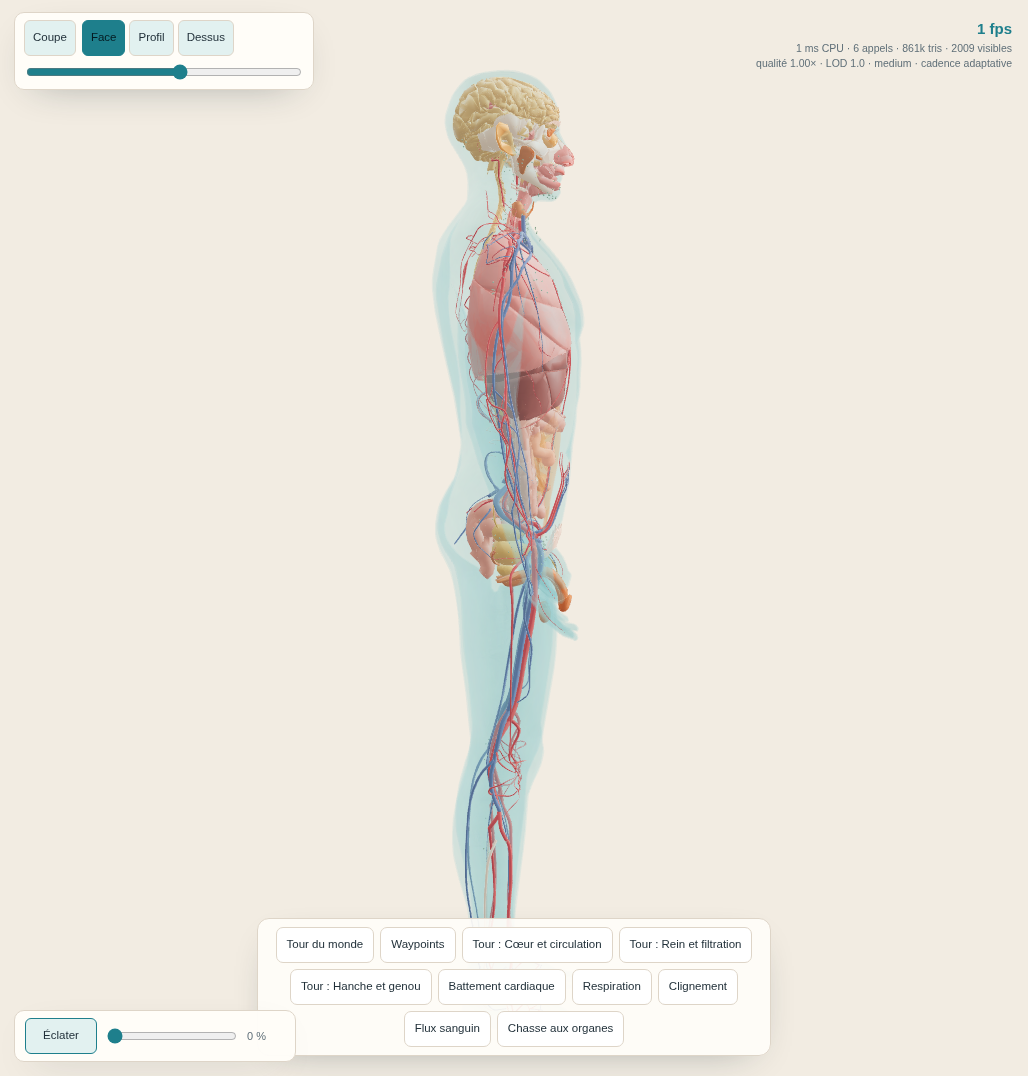 Coupe Face Profil Dessus
1 fps
1 ms CPU · 6 appels · 861k tris · 2009 visibles
qualité 1.00× · LOD 1.0 · medium · cadence adaptative
Tour du monde Waypoints Tour : Cœur et circulation Tour : Rein et filtration
Tour : Hanche et genou Battement cardiaque Respiration Clignement
Flux sanguin Chasse aux organes
Éclater 0 %